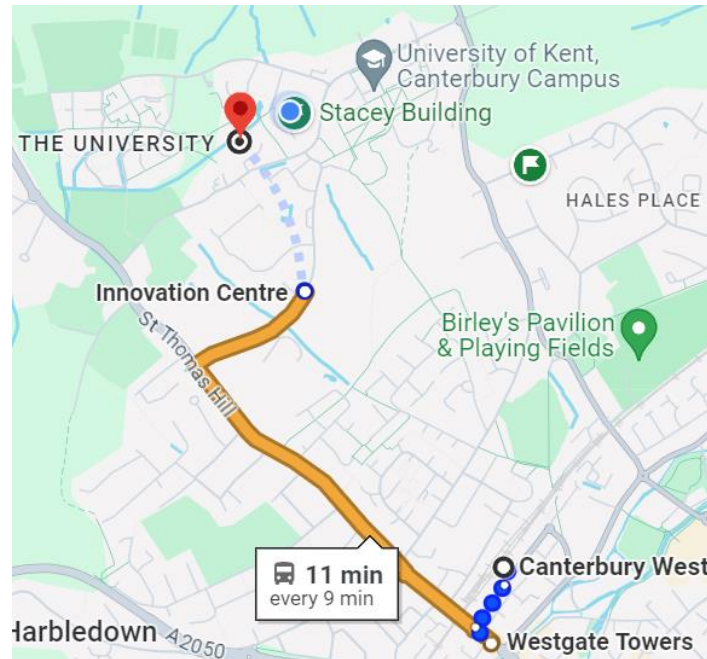 University of Kent,
Canterbury Campus
Stacey Building
THE UNIVERSITY
HALES PLACE
Innovation Centre
St Thomas Hill
Birley's Pavilion
& Playing Fields
11 min
every 9 min
Canterbury West
Harbledown
A2050
Westgate Towers